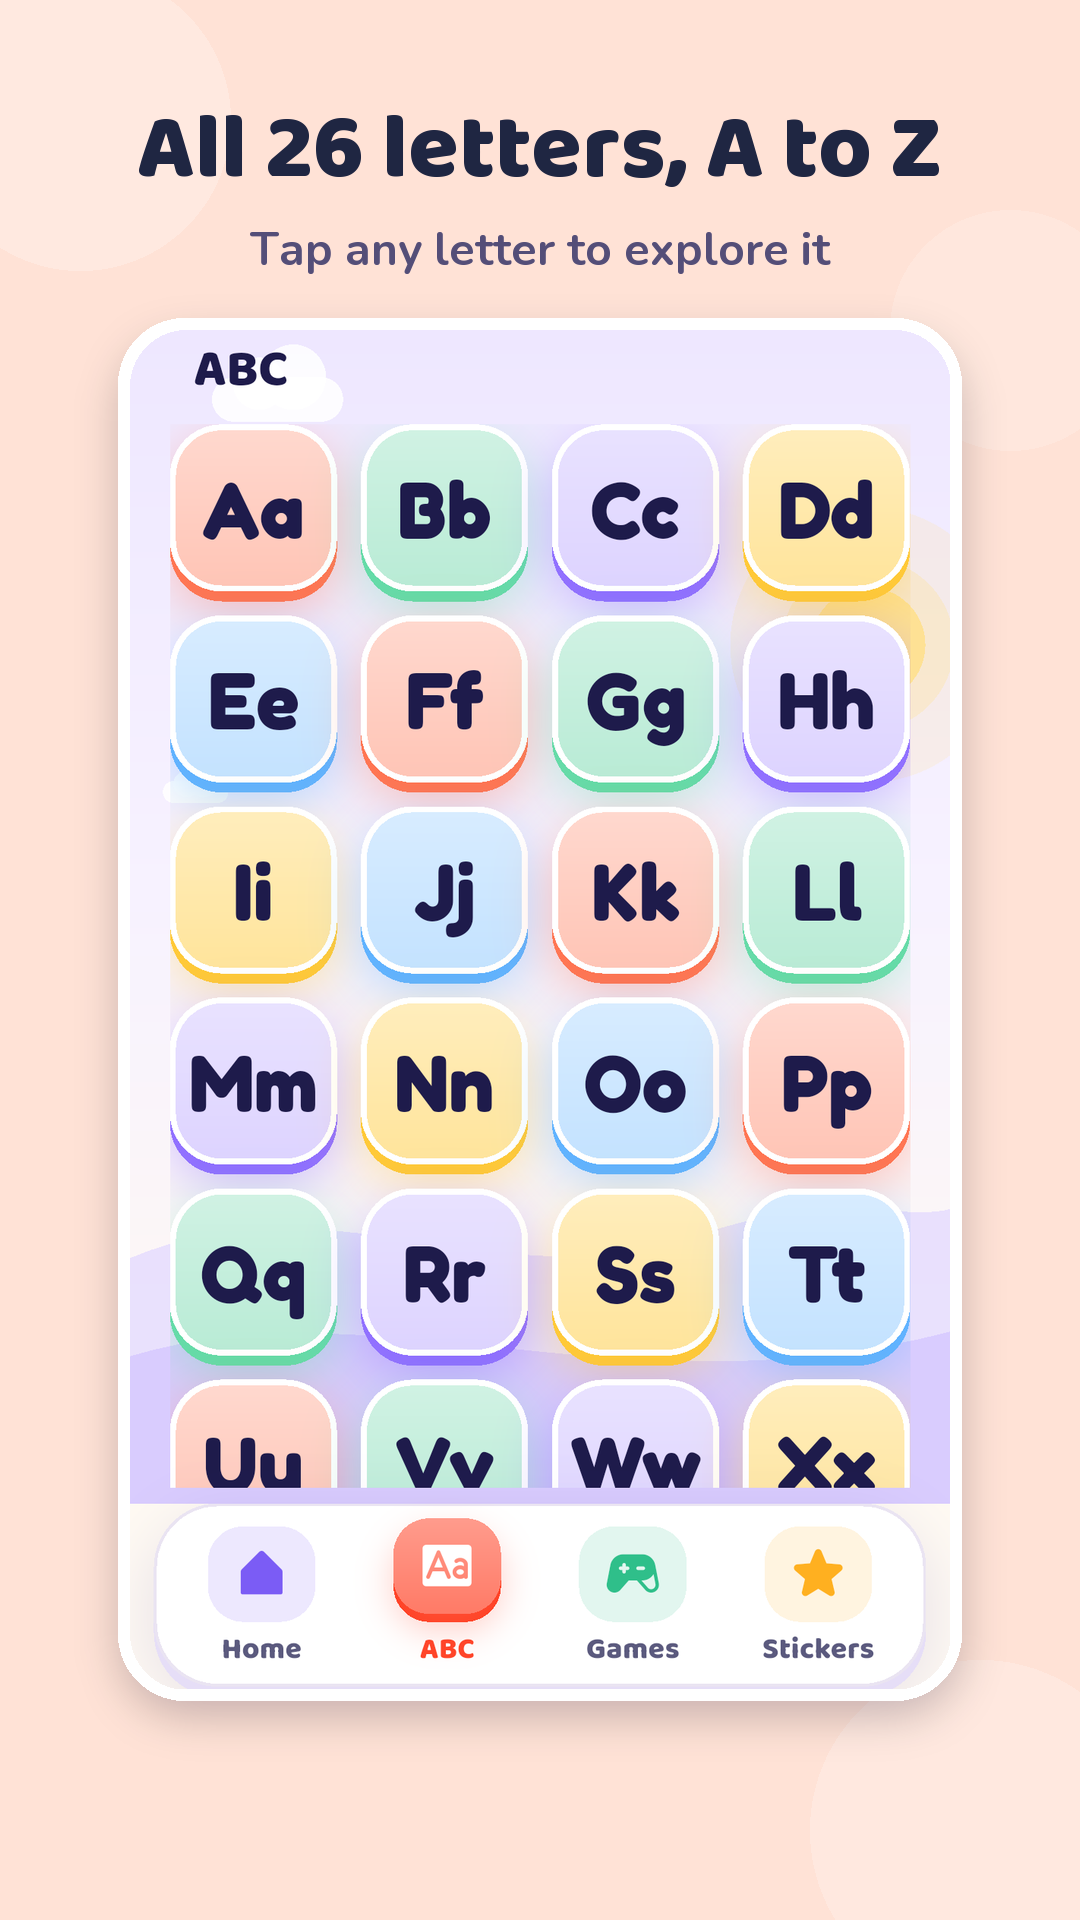 All 26 letters, A to Z
Tap any letter to explore it
ABC
Aa Bb Cc Dd
Ee Ff Gg Hh
Ii Jj Kk Ll
Mm Nn Oo Pp
Qq Rr Ss Tt
Uu Vv Ww Xx
Aa
Home ABC Games Stickers